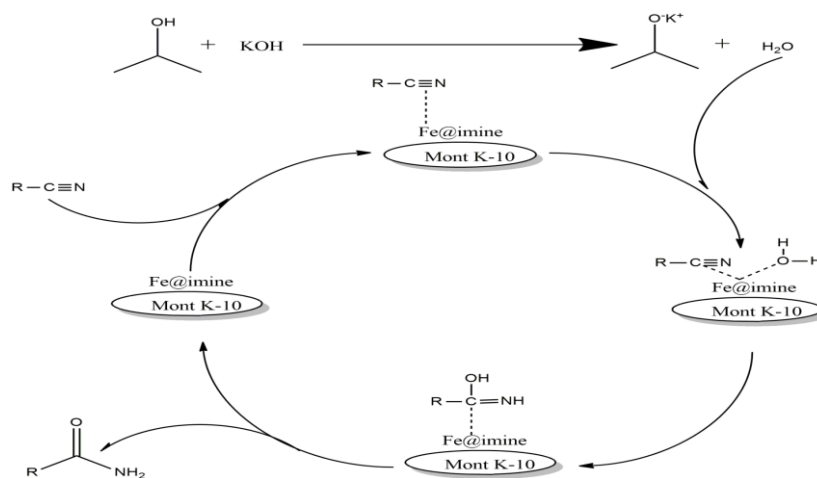 OH
+
KOH
O⁻K⁺
+
H₂O
R–C≡N
Fe@imine
Mont K-10
R–C≡N
R–C≡N
H
O
H
Fe@imine
Mont K-10
Fe@imine
Mont K-10
OH
R–C=NH
Fe@imine
Mont K-10
O
R
NH₂